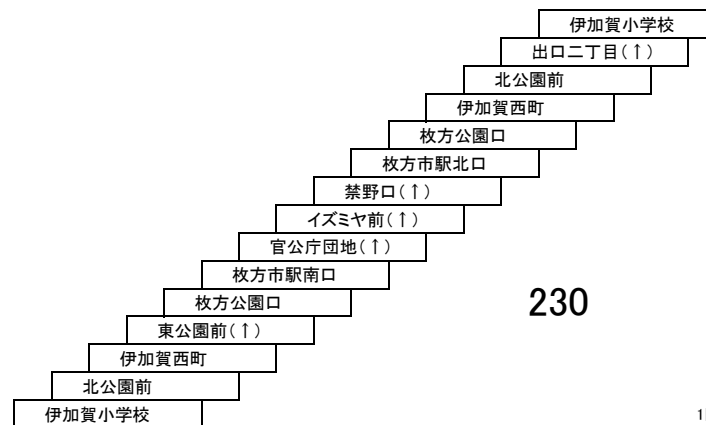 伊加賀小学校
出口二丁目(↑)
北公園前
伊加賀西町
枚方公園口
枚方市駅北口
禁野口(↑)
イズミヤ前(↑)
官公庁団地(↑)
枚方市駅南口
枚方公園口
230
東公園前(↑)
伊加賀西町
北公園前
伊加賀小学校